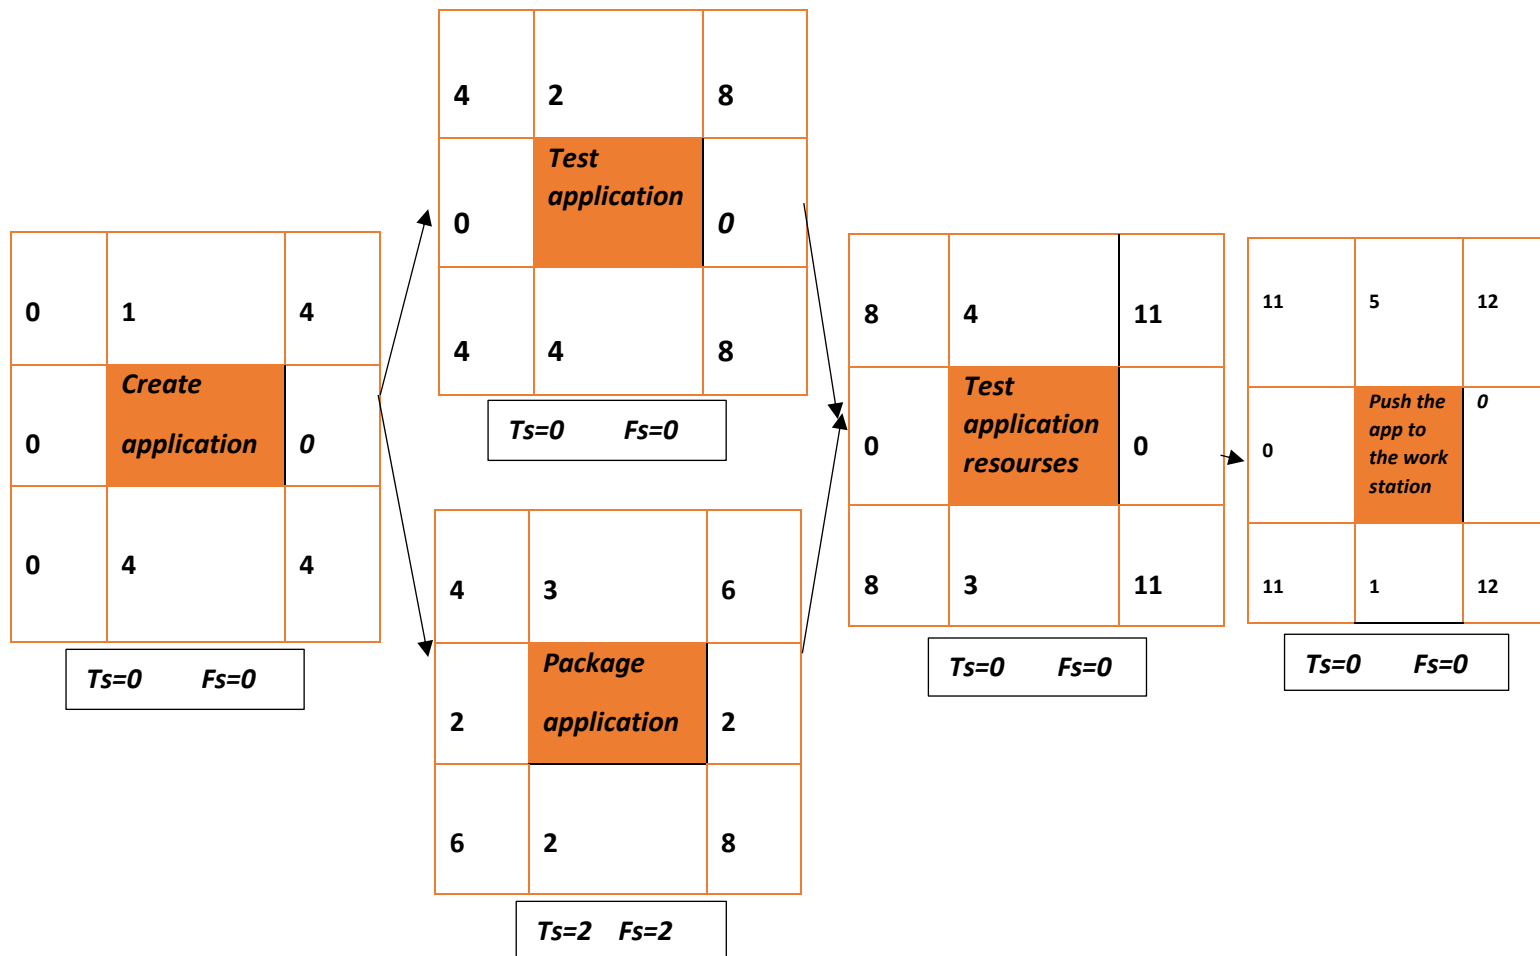 0 1 4
0 Create 0
application
0 4 4
Ts=0 Fs=0
4 2 8
0 Test 0
application
4 4 8
Ts=0 Fs=0
4 3 6
2 Package 2
application
6 2 8
Ts=2 Fs=2
8 4 11
0 Test 0
application
resourses
8 3 11
Ts=0 Fs=0
11 5 12
0 Push the 0
app to
the work
station
11 1 12
Ts=0 Fs=0